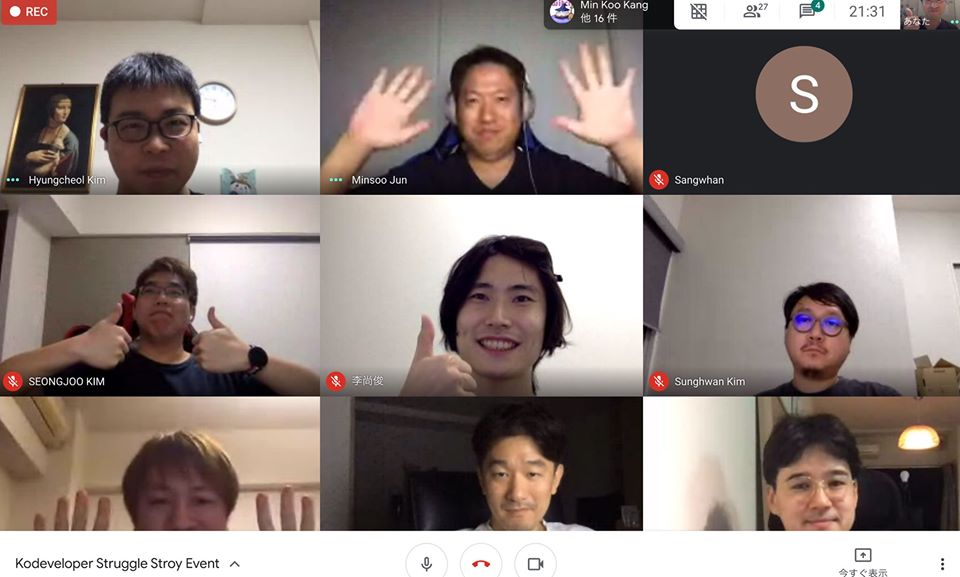 REC
Min Koo Kang
他 16 件
27
4
21:31
あなた
Hyungcheol Kim
Minsoo Jun
S
Sangwhan
SEONGJOO KIM
李尚俊
Sunghwan Kim
Kodeveloper Struggle Stroy Event
今すぐ表示